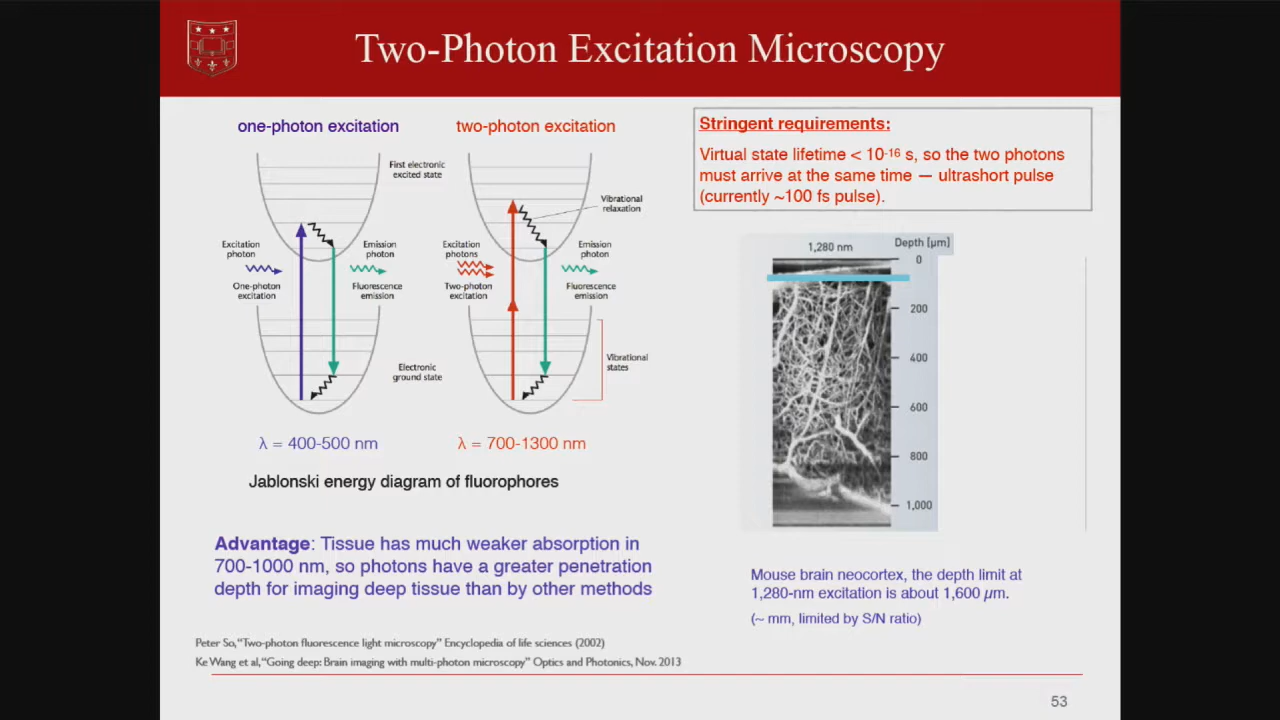 Two-Photon Excitation Microscopy
one-photon excitation
two-photon excitation
First electronic
excited state
Excitation
photon
One-photon
excitation
Emission
photon
Fluorescence
emission
Electronic
ground state
Vibrational
relaxation
Excitation
photons
Two-photon
excitation
Emission
photon
Fluorescence
emission
Vibrational
states
λ = 400-500 nm
λ = 700-1300 nm
Jablonski energy diagram of fluorophores
Advantage: Tissue has much weaker absorption in
700-1000 nm, so photons have a greater penetration
depth for imaging deep tissue than by other methods
Stringent requirements:
Virtual state lifetime < 10-16 s, so the two photons
must arrive at the same time — ultrashort pulse
(currently ~100 fs pulse).
1,280 nm
Depth [µm]
0
200
400
600
800
1,000
Mouse brain neocortex, the depth limit at
1,280-nm excitation is about 1,600 µm.
(~ mm, limited by S/N ratio)
Peter So, “Two-photon fluorescence light microscopy” Encyclopedia of life sciences (2002)
Ke Wang et al, “Going deep: Brain imaging with multi-photon microscopy” Optics and Photonics, Nov. 2013
53